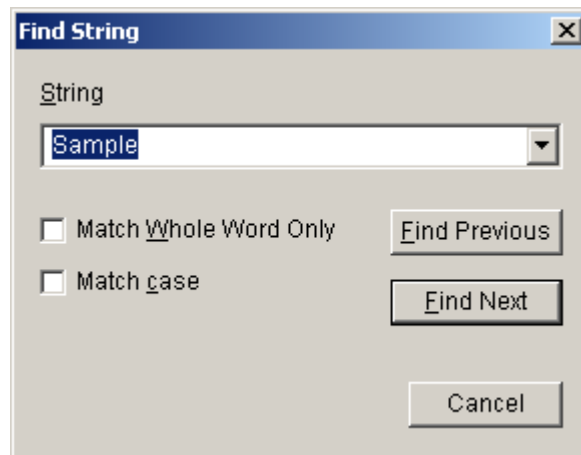 Find String
String
Sample
Match Whole Word Only
Find Previous
Match case
Find Next
Cancel